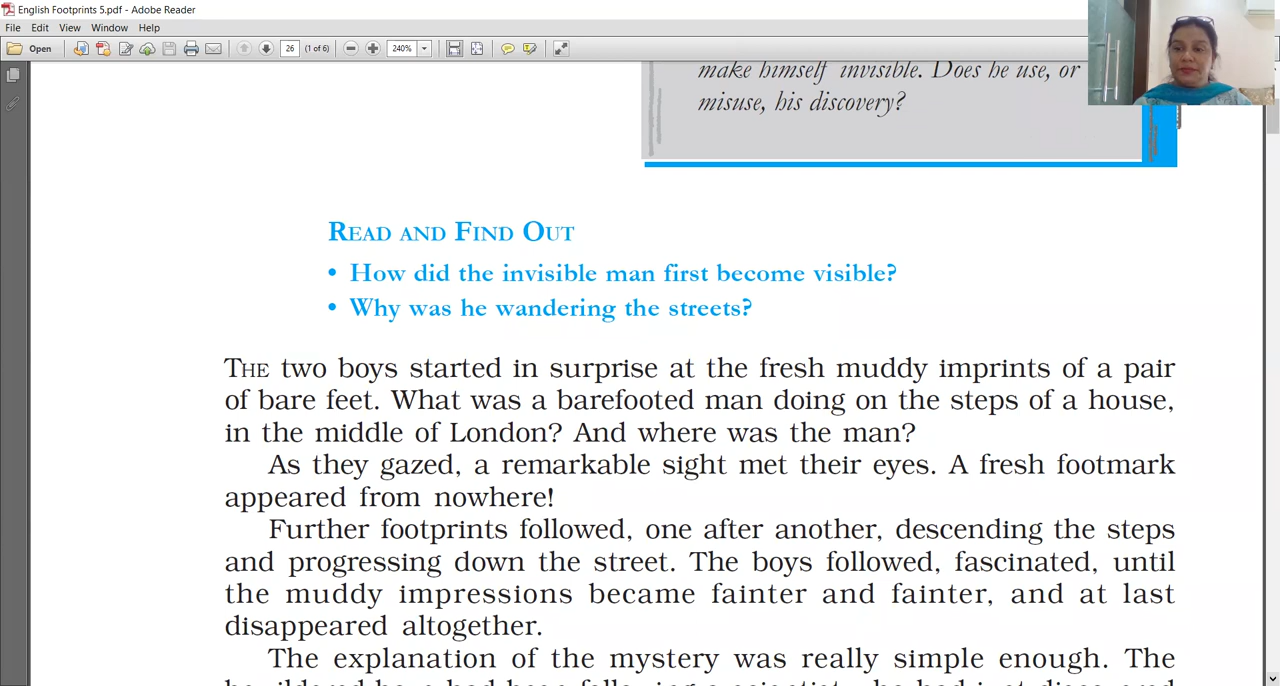 English Footprints 5.pdf - Adobe Reader
File Edit View Window Help
Open 26 (1 of 6) 240%
make himself invisible. Does he use, or
misuse, his discovery?
READ AND FIND OUT
• How did the invisible man first become visible?
• Why was he wandering the streets?
THE two boys started in surprise at the fresh muddy imprints of a pair
of bare feet. What was a barefooted man doing on the steps of a house,
in the middle of London? And where was the man?
As they gazed, a remarkable sight met their eyes. A fresh footmark
appeared from nowhere!
Further footprints followed, one after another, descending the steps
and progressing down the street. The boys followed, fascinated, until
the muddy impressions became fainter and fainter, and at last
disappeared altogether.
The explanation of the mystery was really simple enough. The